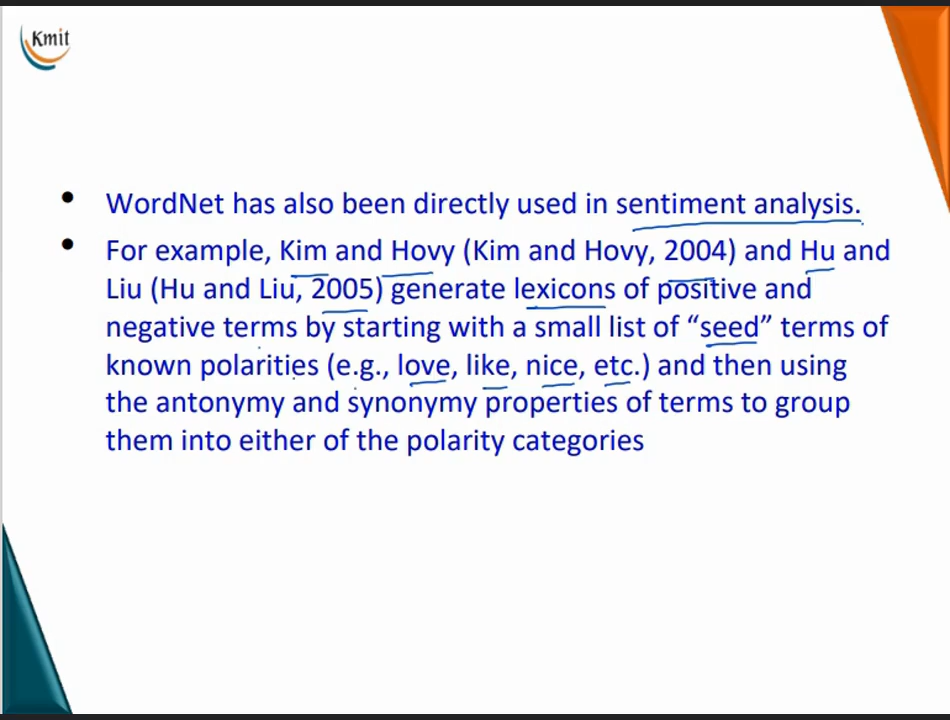 Kmit
• WordNet has also been directly used in sentiment analysis.
• For example, Kim and Hovy (Kim and Hovy, 2004) and Hu and
Liu (Hu and Liu, 2005) generate lexicons of positive and
negative terms by starting with a small list of “seed” terms of
known polarities (e.g., love, like, nice, etc.) and then using
the antonymy and synonymy properties of terms to group
them into either of the polarity categories